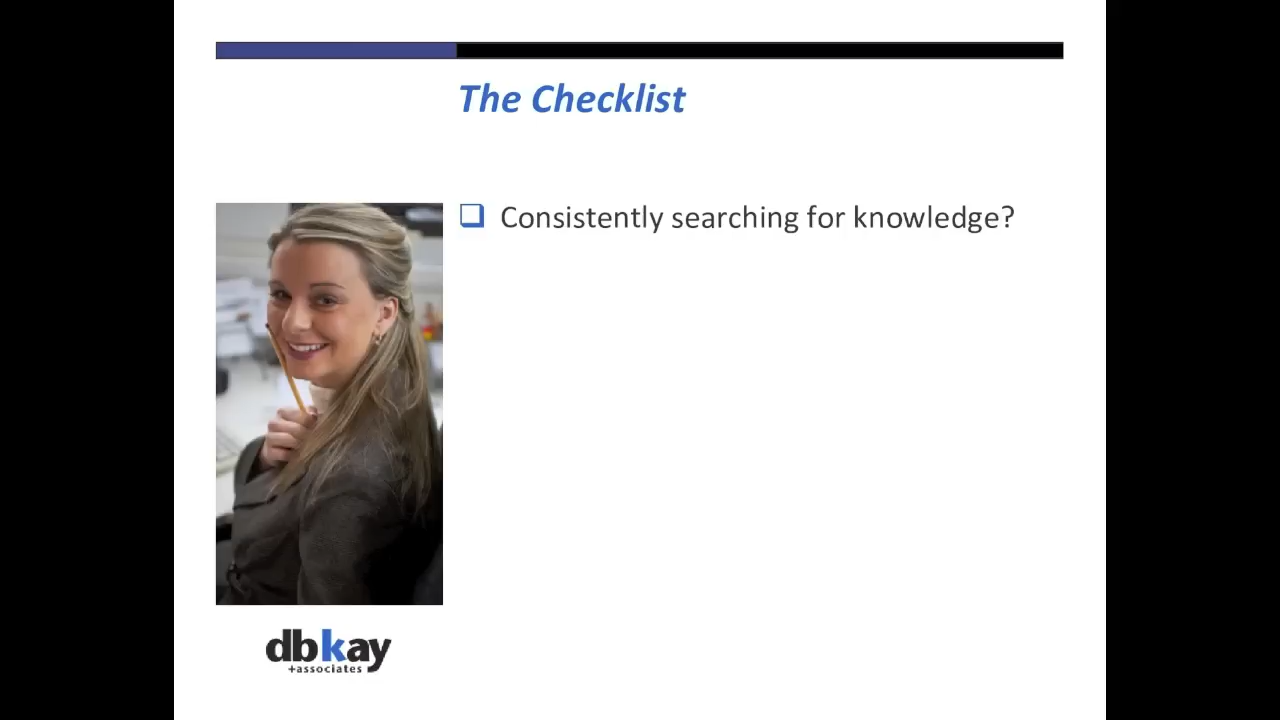 The Checklist
Consistently searching for knowledge?
dbkay
+associates